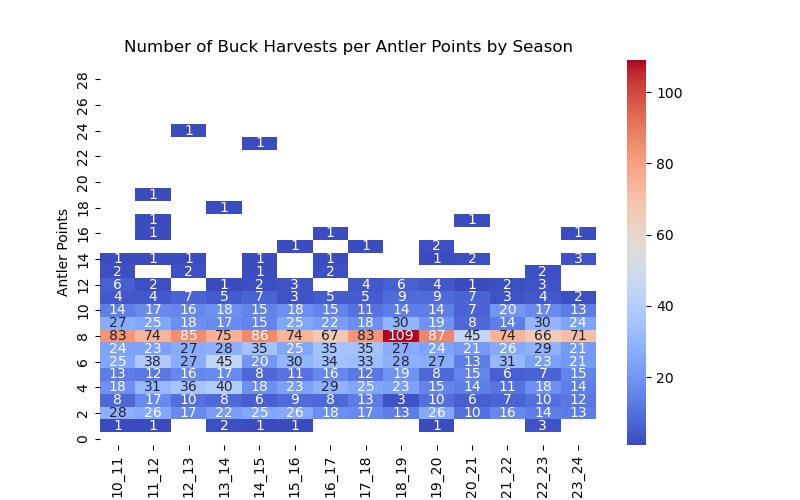 Number of Buck Harvests per Antler Points by Season
Antler Points
28
26
24 1
1
22
20
1
18 1
1 1
16 1 1 1
1 1 2
14 1 1 1 1 2 1 2 3
2 2 1 2 2
12 6 2 1 2 3 4 6 4 1 2 3
4 4 7 5 7 3 5 5 9 9 7 3 4 2
10 14 17 16 18 15 18 15 11 14 14 7 20 17 13
27 25 18 17 15 25 22 18 30 19 8 14 30 24
8 83 74 85 75 86 74 67 83 109 87 45 74 66 71
24 23 27 28 35 25 35 35 27 24 21 26 29 21
6 25 38 27 45 20 30 34 33 28 27 13 31 23 21
13 12 16 12 8 11 16 12 19 8 15 6 7 15
4 18 31 36 40 18 23 29 25 23 15 14 11 18 14
8 17 10 8 6 9 8 13 3 10 6 7 10 12
2 28 26 17 22 25 26 18 17 13 26 10 16 14 13
1 1 2 1 1 1 3
0
10_11 11_12 12_13 13_14 14_15 15_16 16_17 17_18 18_19 19_20 20_21 21_22 22_23 23_24
100
80
60
40
20